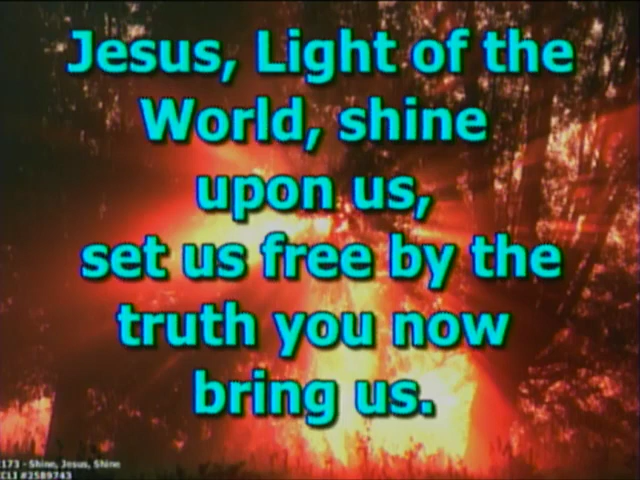 Jesus, Light of the
World, shine
upon us,
set us free by the
truth you now
bring us.
173 - Shine, Jesus, Shine
CLI #2589743